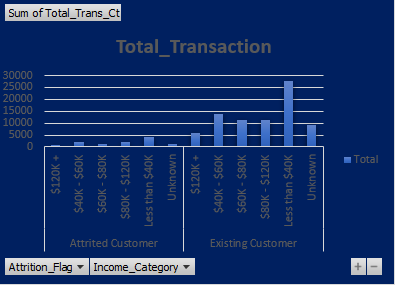 Sum of Total_Trans_Ct
Total_Transaction
30000
25000
20000
15000
10000
5000
0
$120K +
$40K - $60K
$60K - $80K
$80K - $120K
Less than $40K
Unknown
$120K +
$40K - $60K
$60K - $80K
$80K - $120K
Less than $40K
Unknown
Attrited Customer
Existing Customer
Total
Attrition_Flag
Income_Category
+ −